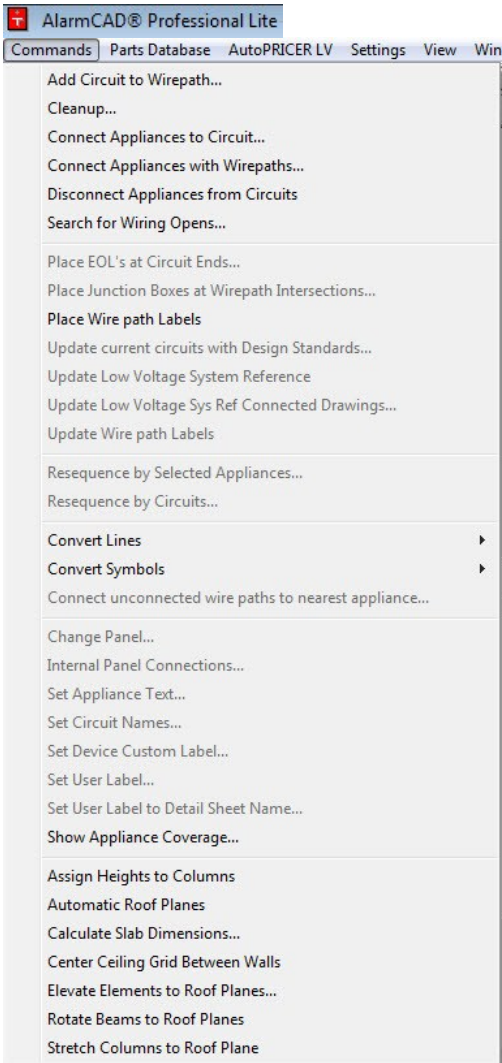 AlarmCAD® Professional Lite
Commands Parts Database AutoPRICER LV Settings View Win
Add Circuit to Wirepath...
Cleanup...
Connect Appliances to Circuit...
Connect Appliances with Wirepaths...
Disconnect Appliances from Circuits
Search for Wiring Opens...
Place EOL's at Circuit Ends...
Place Junction Boxes at Wirepath Intersections...
Place Wire path Labels
Update current circuits with Design Standards...
Update Low Voltage System Reference
Update Low Voltage Sys Ref Connected Drawings...
Update Wire path Labels
Resequence by Selected Appliances...
Resequence by Circuits...
Convert Lines
Convert Symbols
Connect unconnected wire paths to nearest appliance...
Change Panel...
Internal Panel Connections...
Set Appliance Text...
Set Circuit Names...
Set Device Custom Label...
Set User Label...
Set User Label to Detail Sheet Name...
Show Appliance Coverage...
Assign Heights to Columns
Automatic Roof Planes
Calculate Slab Dimensions...
Center Ceiling Grid Between Walls
Elevate Elements to Roof Planes...
Rotate Beams to Roof Planes
Stretch Columns to Roof Plane